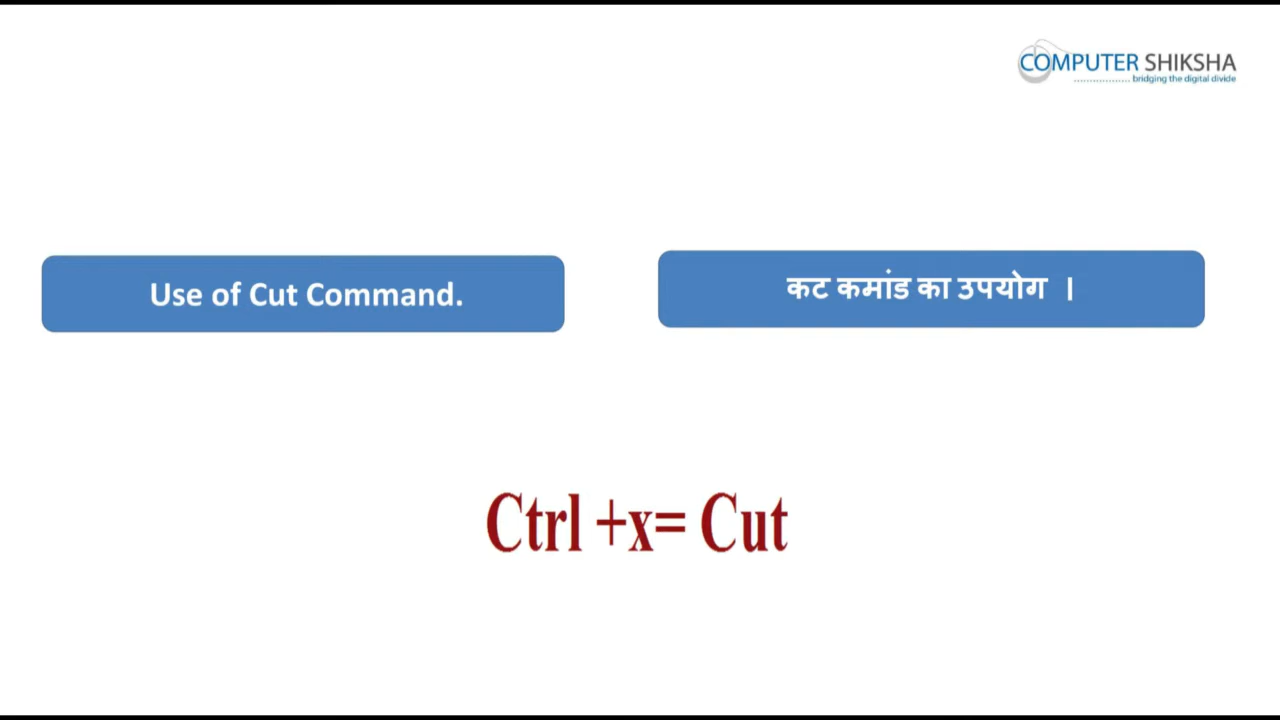 COMPUTER SHIKSHA
bridging the digital divide
Use of Cut Command.
कट कमांड का उपयोग ।
Ctrl +x= Cut